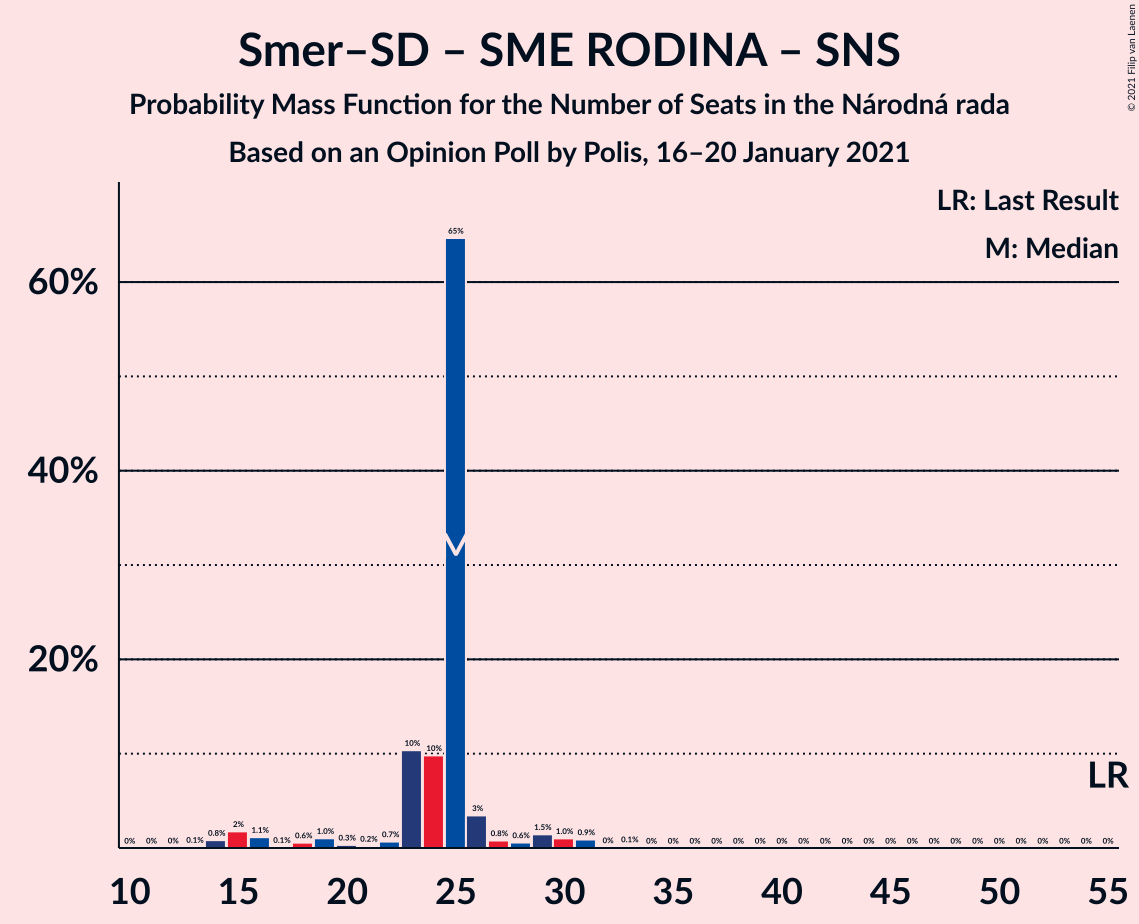 Smer–SD – SME RODINA – SNS
Probability Mass Function for the Number of Seats in the Národná rada
Based on an Opinion Poll by Polis, 16–20 January 2021
© 2021 Filip van Laenen
LR: Last Result
M: Median
60%
40%
20%
0% 0% 0% 0.1% 0.8% 2% 1.1% 0.1% 0.6% 1.0% 0.3% 0.2% 0.7% 10% 10% 65% 3% 0.8% 0.6% 1.5% 1.0% 0.9% 0% 0.1% 0% 0% 0% 0% 0% 0% 0% 0% 0% 0% 0% 0% 0% 0% 0% 0% 0% 0% 0% 0% 0% 0%
M
LR
10 15 20 25 30 35 40 45 50 55